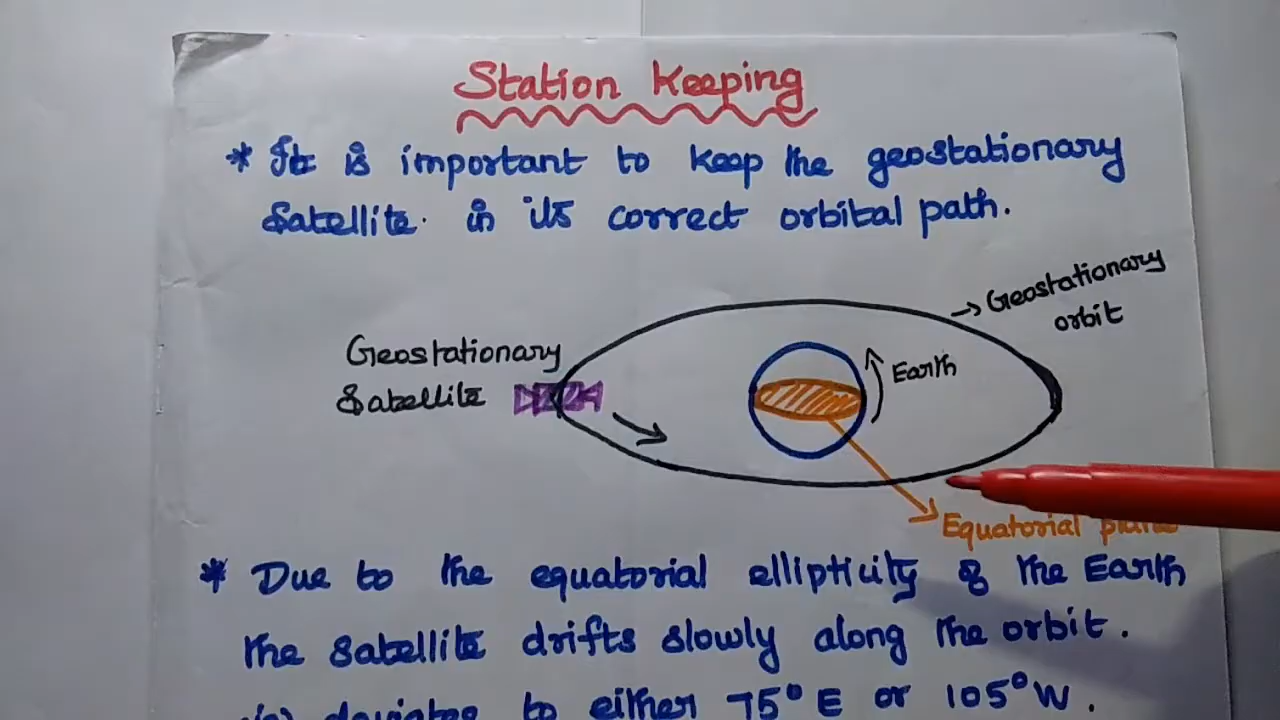 Station Keeping
* It is important to keep the geostationary
Satellite. in its correct orbital path.
→ Geostationary
orbit
Geostationary
Satellite
Earth
Equatorial plane
* Due to the equatorial ellipticity of the Earth
the satellite drifts slowly along the orbit.
(ie) deviates to either 75° E or 105° W.